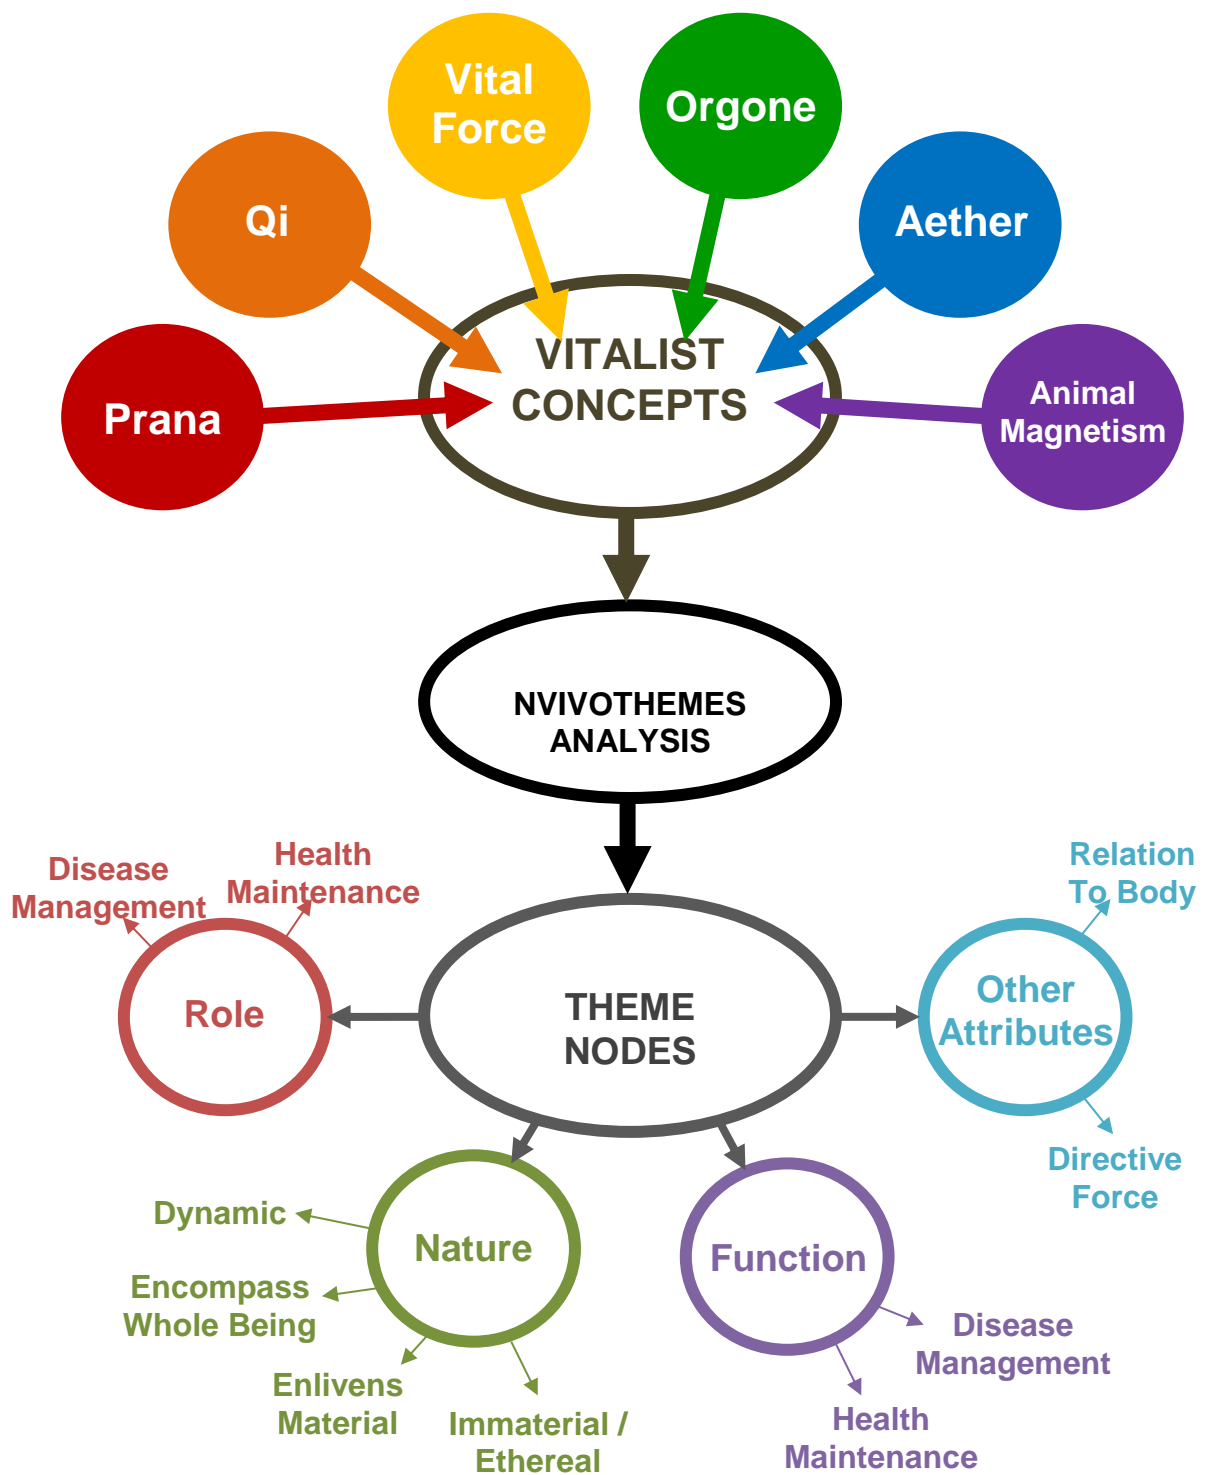 Vital
Force
Orgone
Qi
Aether
Prana
VITALIST
CONCEPTS
Animal
Magnetism
NVIVOTHEMES
ANALYSIS
Disease
Management
Health
Maintenance
Relation
To Body
Role
THEME
NODES
Other
Attributes
Directive
Force
Dynamic
Nature
Function
Encompass
Whole Being
Enlivens
Material
Immaterial /
Ethereal
Disease
Management
Health
Maintenance